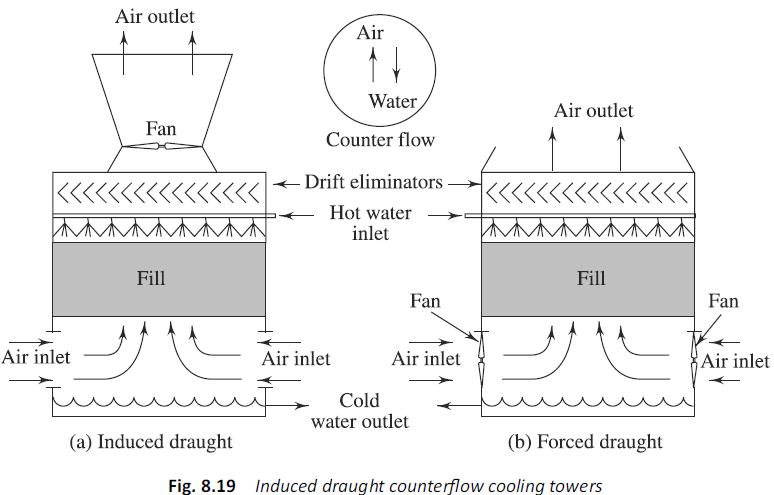 Air outlet
Fan
Air
Water
Counter flow
Air outlet
Drift eliminators
Hot water
inlet
Fill
Fill
Fan
Fan
Air inlet
Air inlet
Air inlet
Air inlet
Cold
water outlet
(a) Induced draught
(b) Forced draught
Fig. 8.19 Induced draught counterflow cooling towers